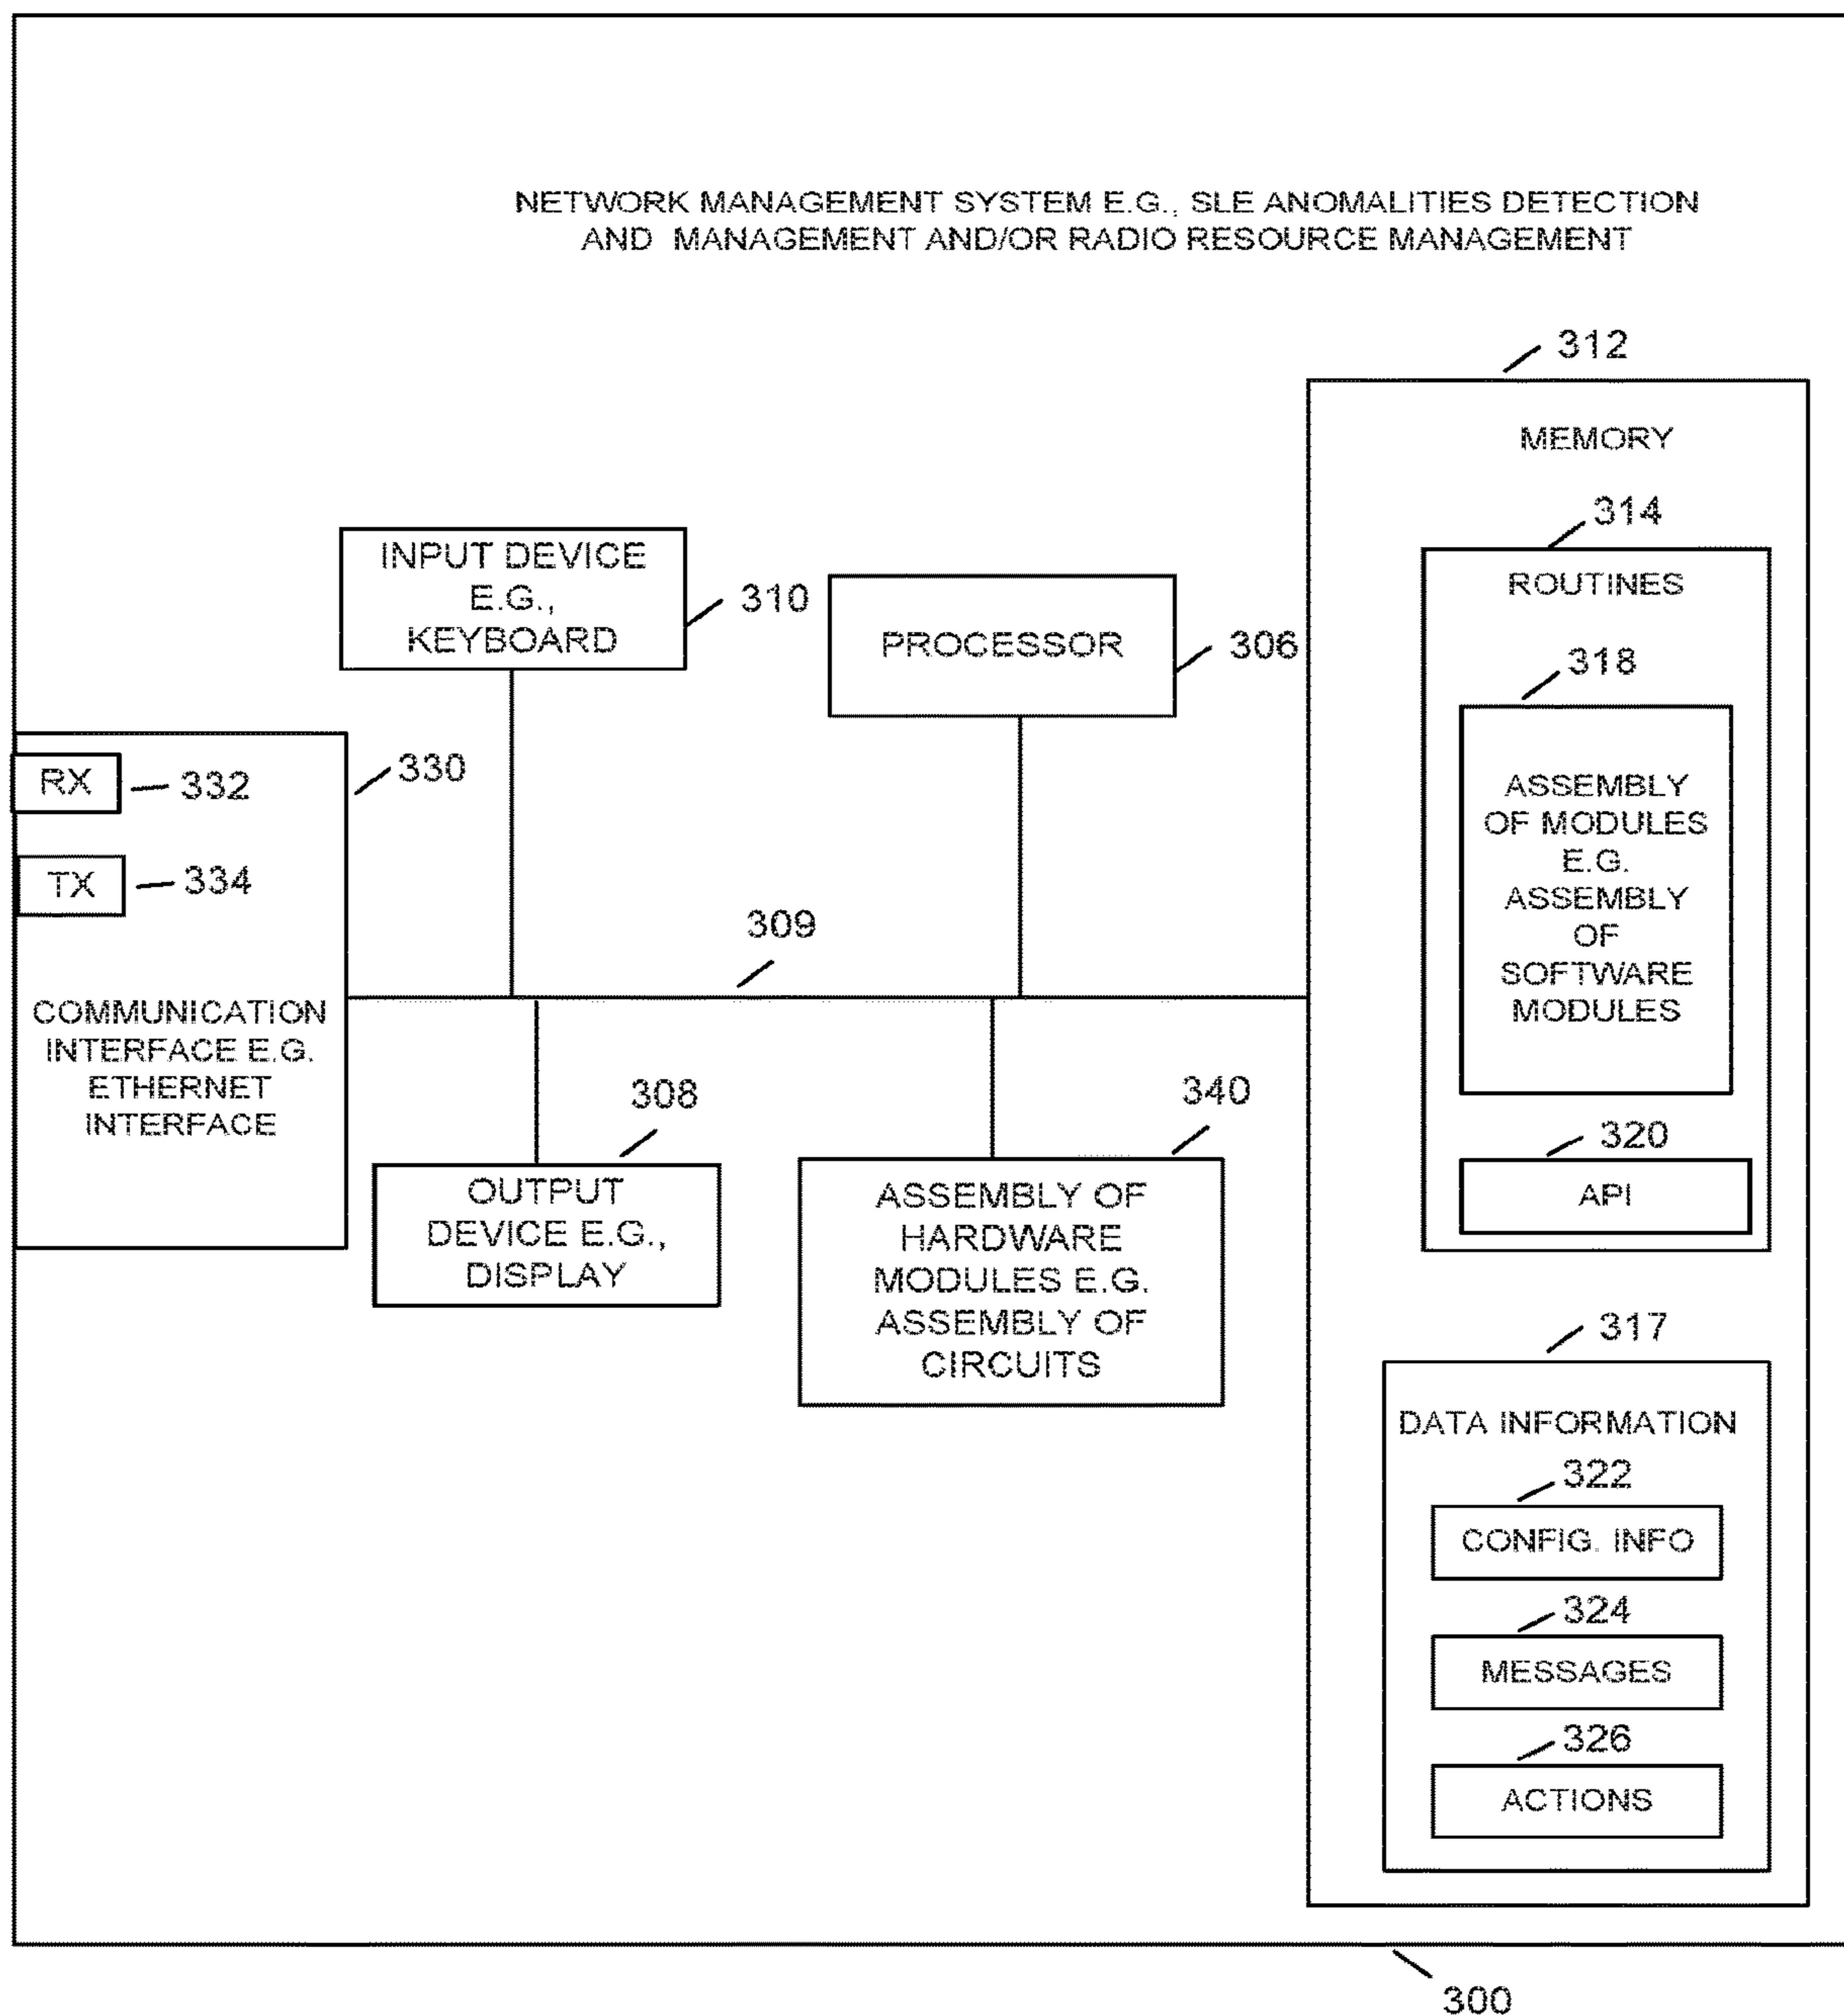 NETWORK MANAGEMENT SYSTEM E.G., SLE ANOMALITIES DETECTION
AND MANAGEMENT AND/OR RADIO RESOURCE MANAGEMENT
312
MEMORY
314
ROUTINES
318
ASSEMBLY
OF MODULES
E.G.
ASSEMBLY
OF
SOFTWARE
MODULES
320
API
317
DATA INFORMATION
322
CONFIG. INFO
324
MESSAGES
326
ACTIONS
INPUT DEVICE
E.G.,
KEYBOARD
310
PROCESSOR
306
RX
332
330
TX
334
COMMUNICATION
INTERFACE E.G.
ETHERNET
INTERFACE
309
308
OUTPUT
DEVICE E.G.,
DISPLAY
340
ASSEMBLY OF
HARDWARE
MODULES E.G.
ASSEMBLY OF
CIRCUITS
300